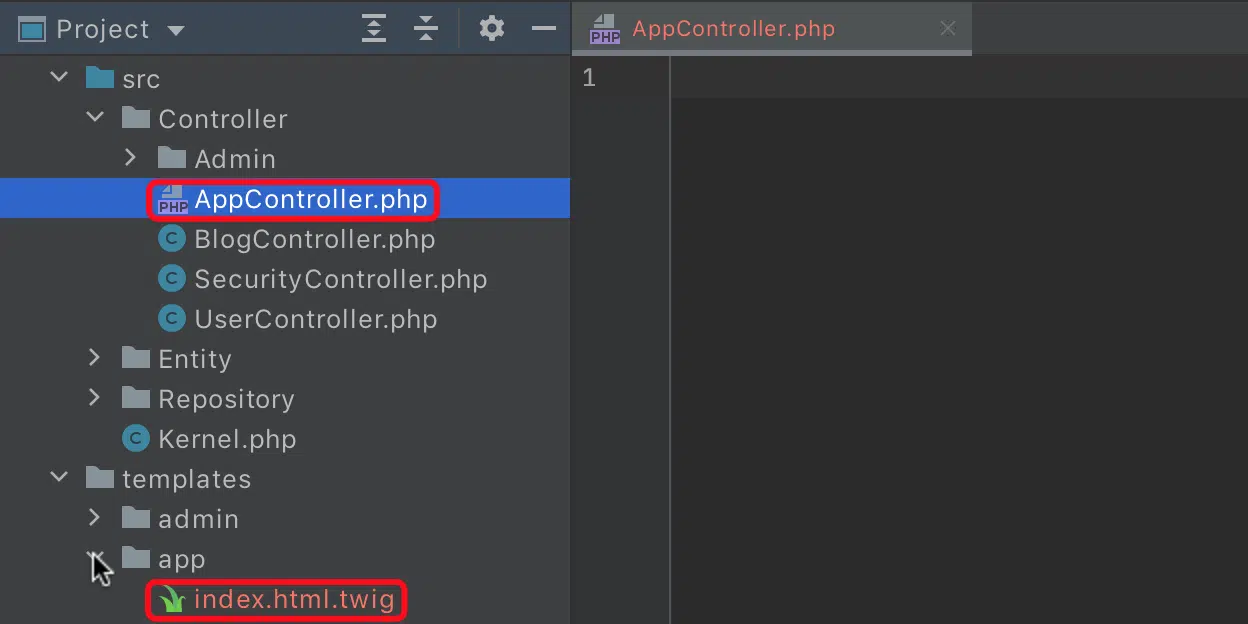 Project
PHP AppController.php
1
src
Controller
Admin
PHP AppController.php
C BlogController.php
C SecurityController.php
C UserController.php
Entity
Repository
C Kernel.php
templates
admin
app
index.html.twig